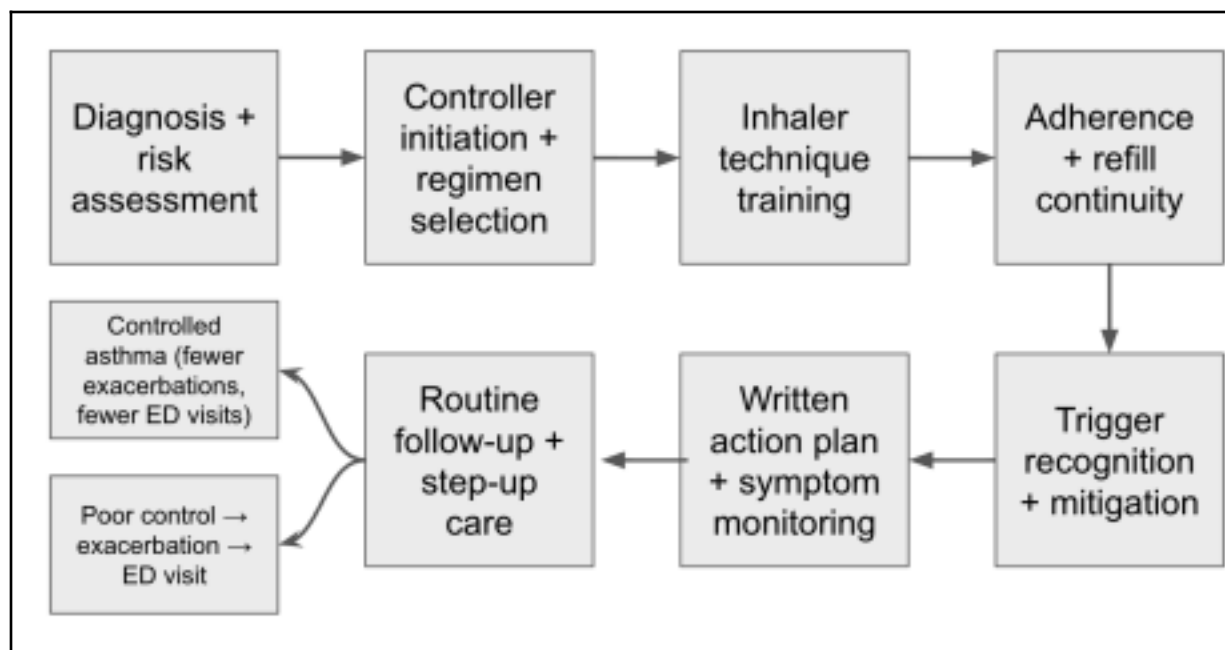 Diagnosis +
risk
assessment
Controller
initiation +
regimen
selection
Inhaler
technique
training
Adherence
+ refill
continuity
Trigger
recognition
+ mitigation
Written
action plan
+ symptom
monitoring
Routine
follow-up +
step-up
care
Controlled
asthma (fewer
exacerbations,
fewer ED visits)
Poor control →
exacerbation →
ED visit